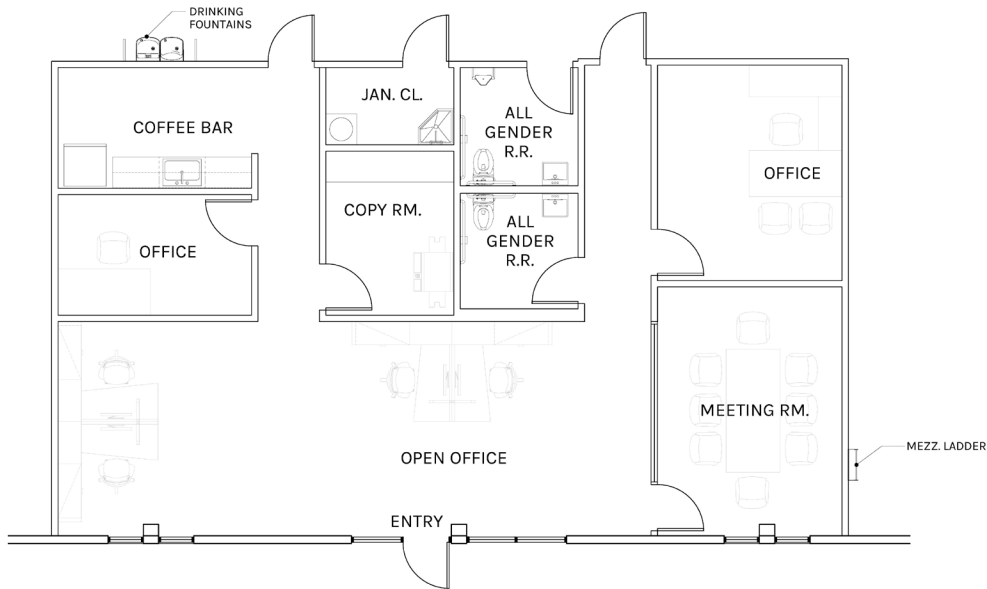 DRINKING
FOUNTAINS
JAN. CL.
COFFEE BAR
ALL
GENDER
R.R.
OFFICE
COPY RM.
ALL
GENDER
R.R.
OFFICE
MEETING RM.
MEZZ. LADDER
OPEN OFFICE
ENTRY